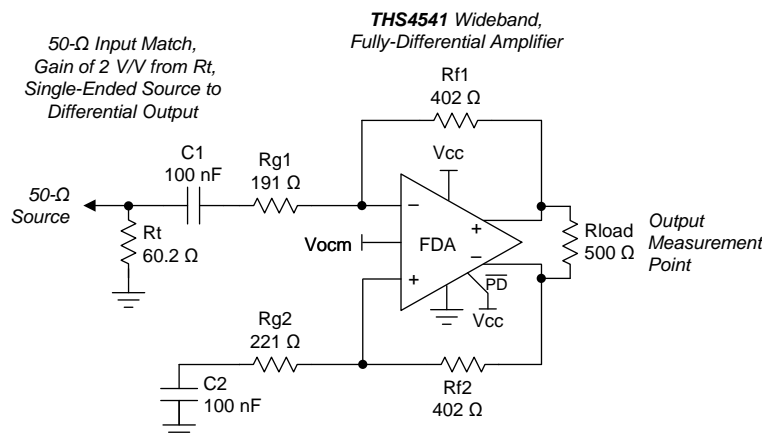 THS4541 Wideband,
Fully-Differential Amplifier
50-Ω Input Match,
Gain of 2 V/V from Rt,
Single-Ended Source to
Differential Output
Rf1
402 Ω
C1
100 nF
Rg1
191 Ω
Vcc
50-Ω
Source
Rt
60.2 Ω
Vocm
−
FDA
+
−
+
PD
Vcc
Rload
500 Ω
Output
Measurement
Point
Rg2
221 Ω
C2
100 nF
Rf2
402 Ω